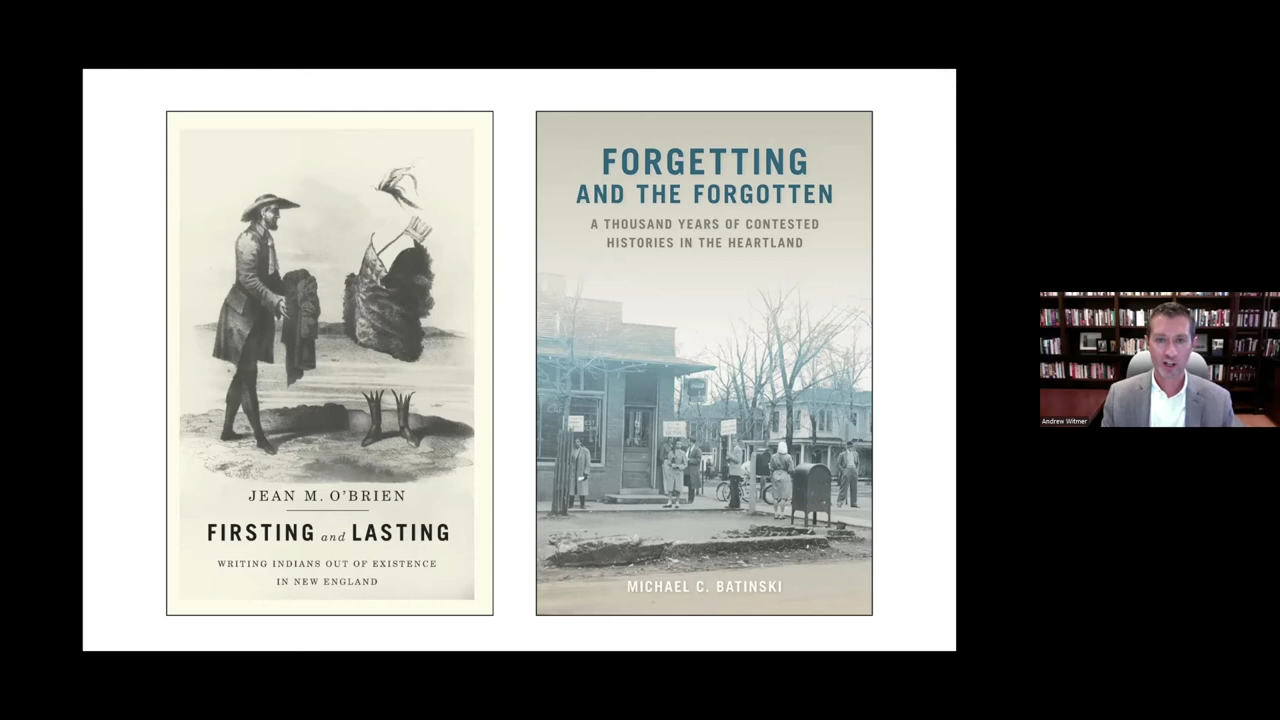 JEAN M. O'BRIEN
FIRSTING and LASTING
WRITING INDIANS OUT OF EXISTENCE
IN NEW ENGLAND
FORGETTING
AND THE FORGOTTEN
A THOUSAND YEARS OF CONTESTED
HISTORIES IN THE HEARTLAND
MICHAEL C. BATINSKI
Andrew Witmer